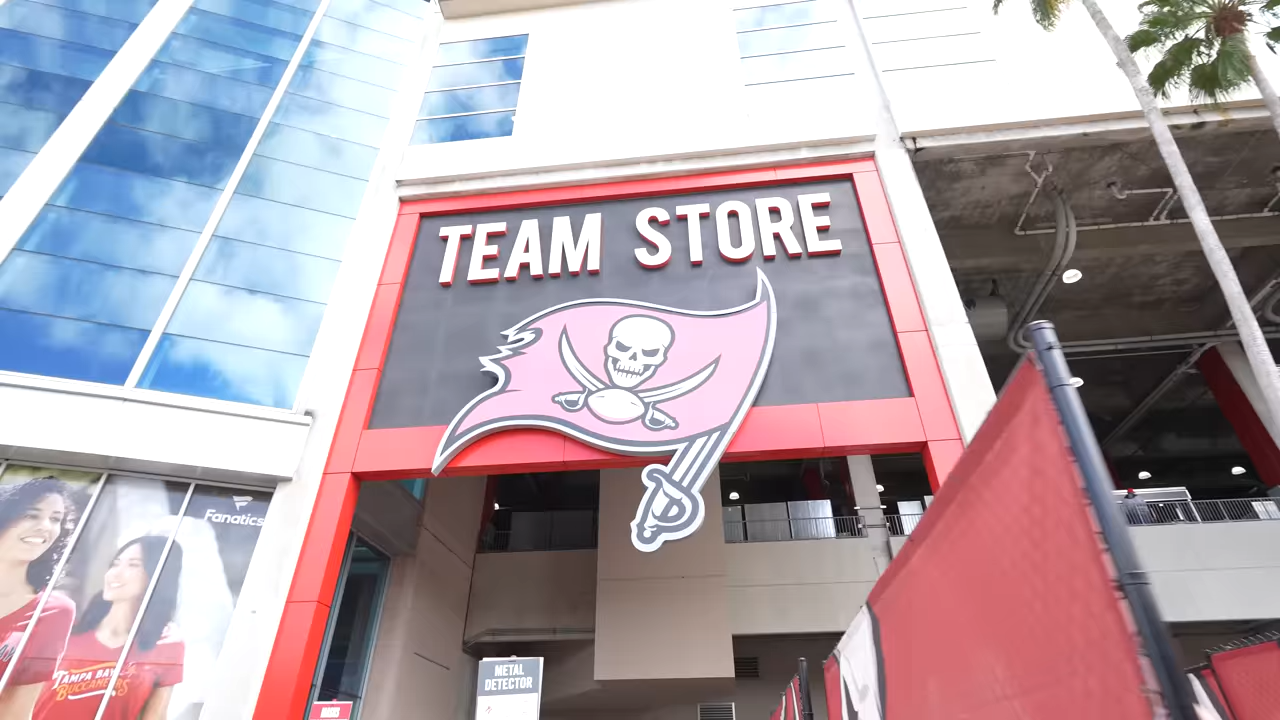 TEAM STORE
Fanatics
TAMPA BAY
BUCCANEERS
METAL
DETECTOR